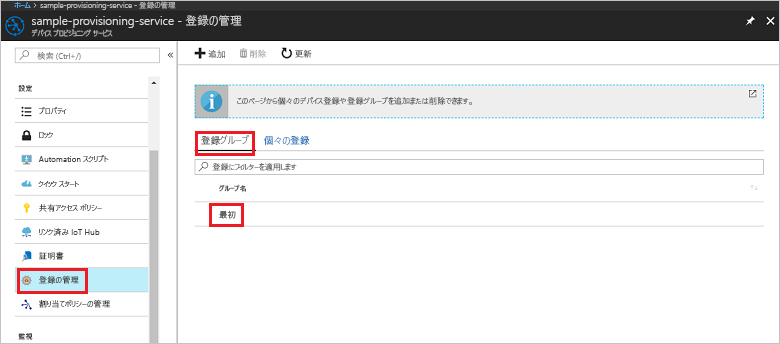 ホーム > sample-provisioning-service - 登録の管理
sample-provisioning-service - 登録の管理
デバイス プロビジョニング サービス
検索 (Ctrl+/)
«
追加
削除
更新
設定
プロパティ
ロック
Automation スクリプト
クイック スタート
共有アクセス ポリシー
リンク済み IoT Hub
証明書
登録の管理
割り当てポリシーの管理
監視
このページから個々のデバイス登録や登録グループを追加または削除できます。
登録グループ
個々の登録
登録にフィルターを適用します
グループ名
最初